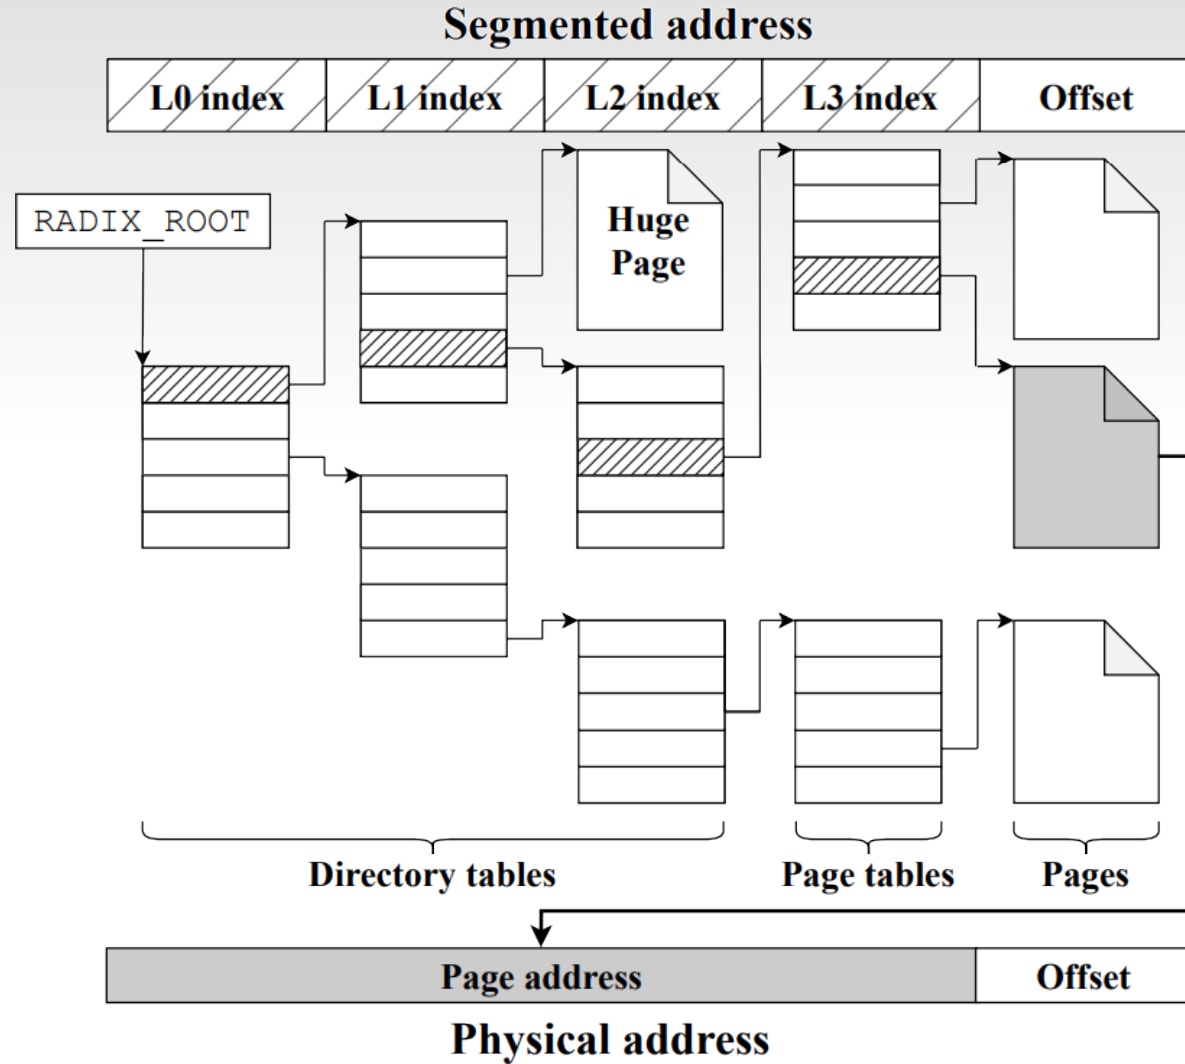 Segmented address
L0 index
L1 index
L2 index
L3 index
Offset
RADIX_ROOT
Huge
Page
Directory tables
Page tables
Pages
Page address
Offset
Physical address